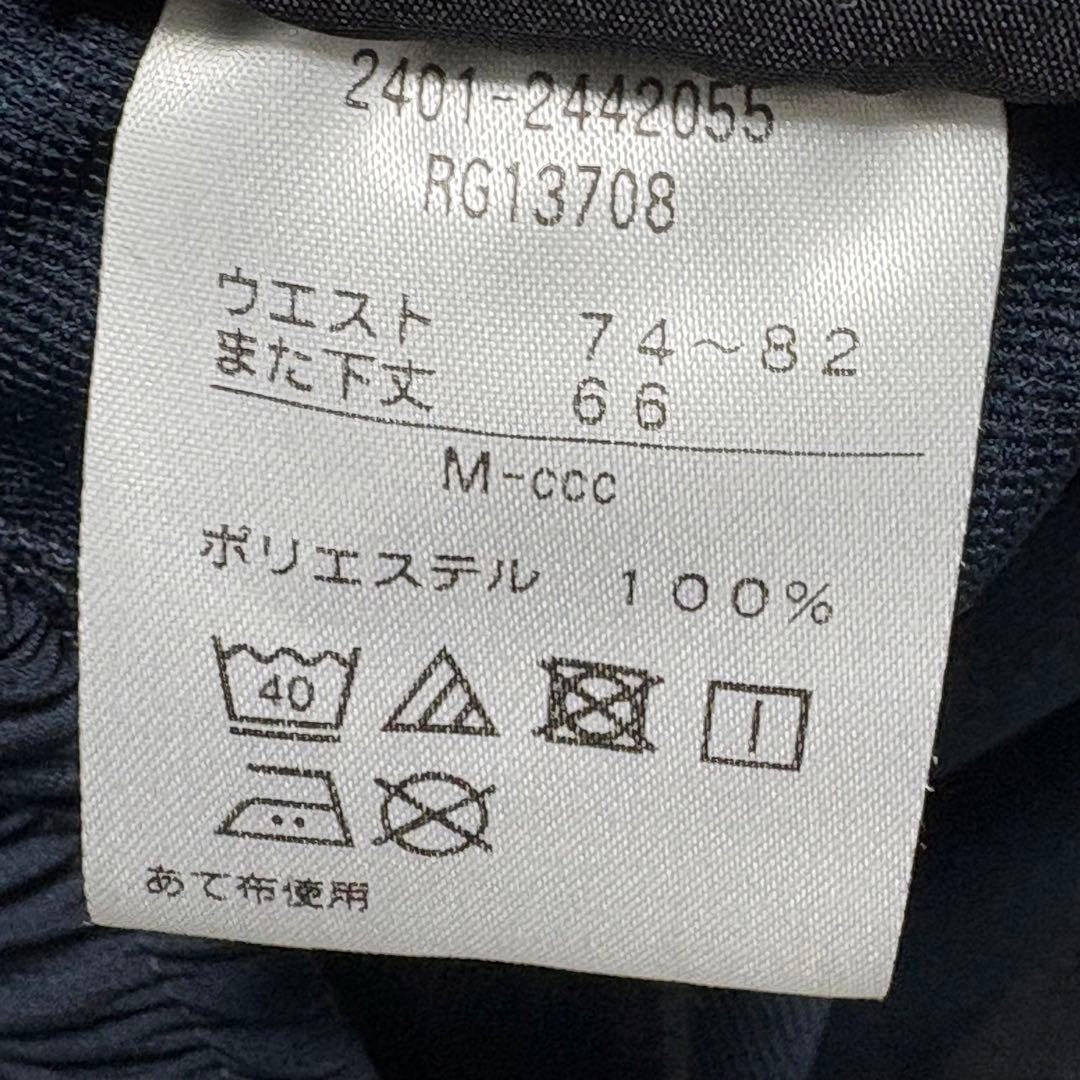 2401-2442055
RG13708
ウエスト 74~82
また下丈 66
M-ccc
ポリエステル 100%
40
あて布使用